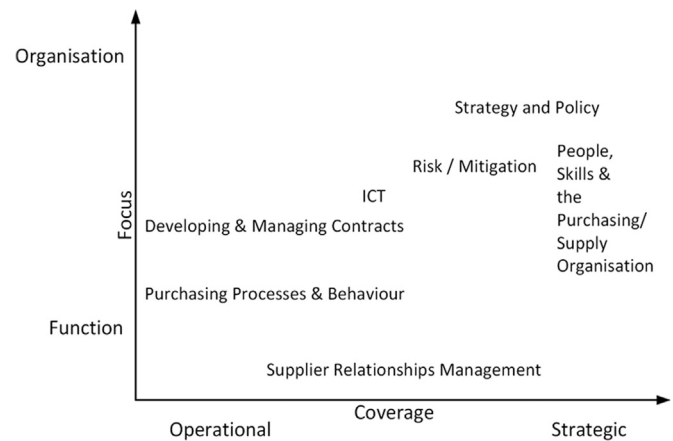 Organisation
Strategy and Policy
People,
Risk / Mitigation
Skills &
the
ICT
Purchasing/
Focus
Developing & Managing Contracts
Supply
Organisation
Purchasing Processes & Behaviour
Function
Supplier Relationships Management
Coverage
Operational
Strategic